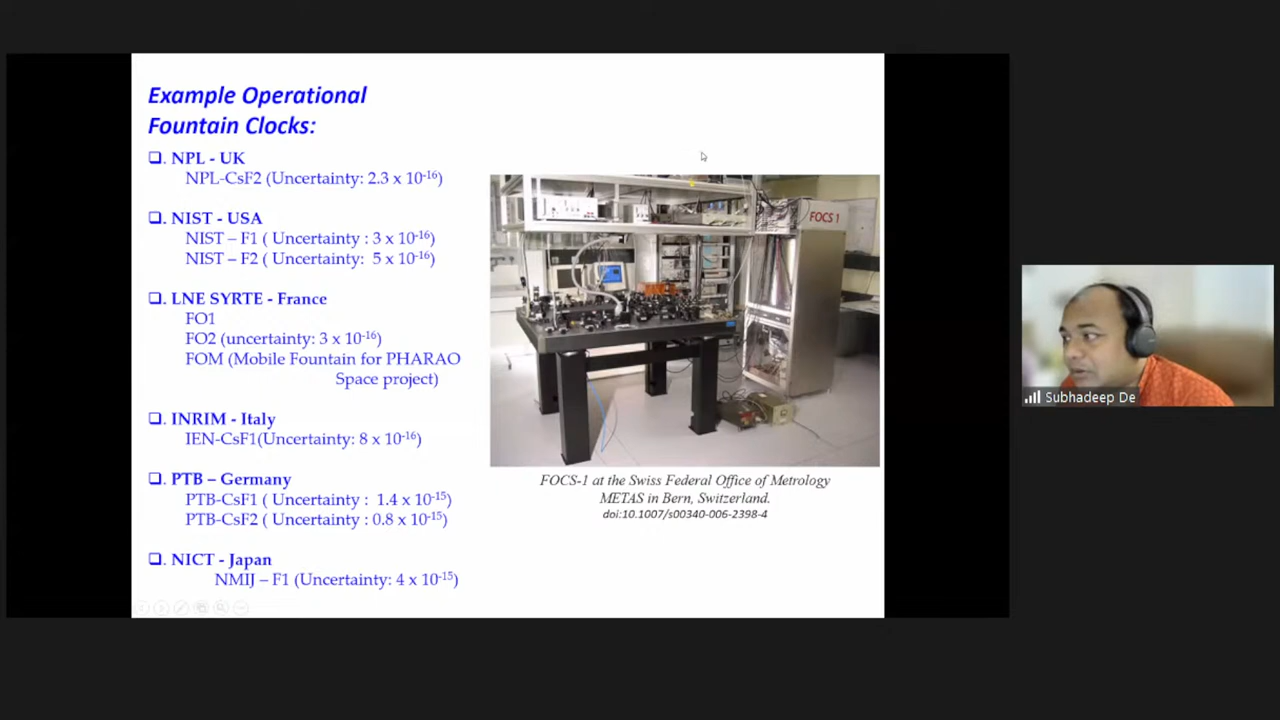 Example Operational
Fountain Clocks:
❑. NPL - UK
NPL-CsF2 (Uncertainty: 2.3 x 10⁻¹⁶)
❑. NIST - USA
NIST – F1 ( Uncertainty : 3 x 10⁻¹⁶)
NIST – F2 ( Uncertainty: 5 x 10⁻¹⁶)
❑. LNE SYRTE - France
FO1
FO2 (uncertainty: 3 x 10⁻¹⁶)
FOM (Mobile Fountain for PHARAO
Space project)
❑. INRIM - Italy
IEN-CsF1(Uncertainty: 8 x 10⁻¹⁶)
❑. PTB – Germany
PTB-CsF1 ( Uncertainty : 1.4 x 10⁻¹⁵)
PTB-CsF2 ( Uncertainty : 0.8 x 10⁻¹⁵)
❑. NICT - Japan
NMIJ – F1 (Uncertainty: 4 x 10⁻¹⁵)
FOCS 1
FOCS-1 at the Swiss Federal Office of Metrology
METAS in Bern, Switzerland.
doi:10.1007/s00340-006-2398-4
Subhadeep De